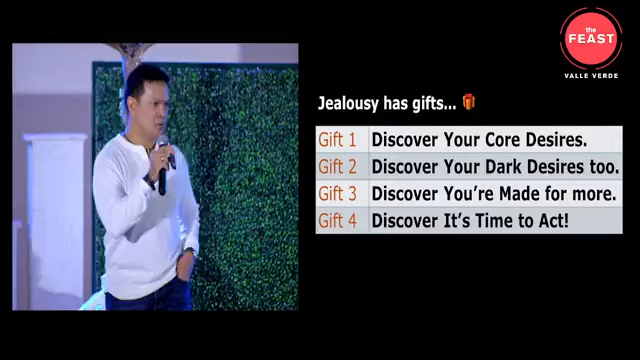 the
FEAST
VALLE VERDE
Jealousy has gifts... 🎁
Gift 1 Discover Your Core Desires.
Gift 2 Discover Your Dark Desires too.
Gift 3 Discover You're Made for more.
Gift 4 Discover It's Time to Act!